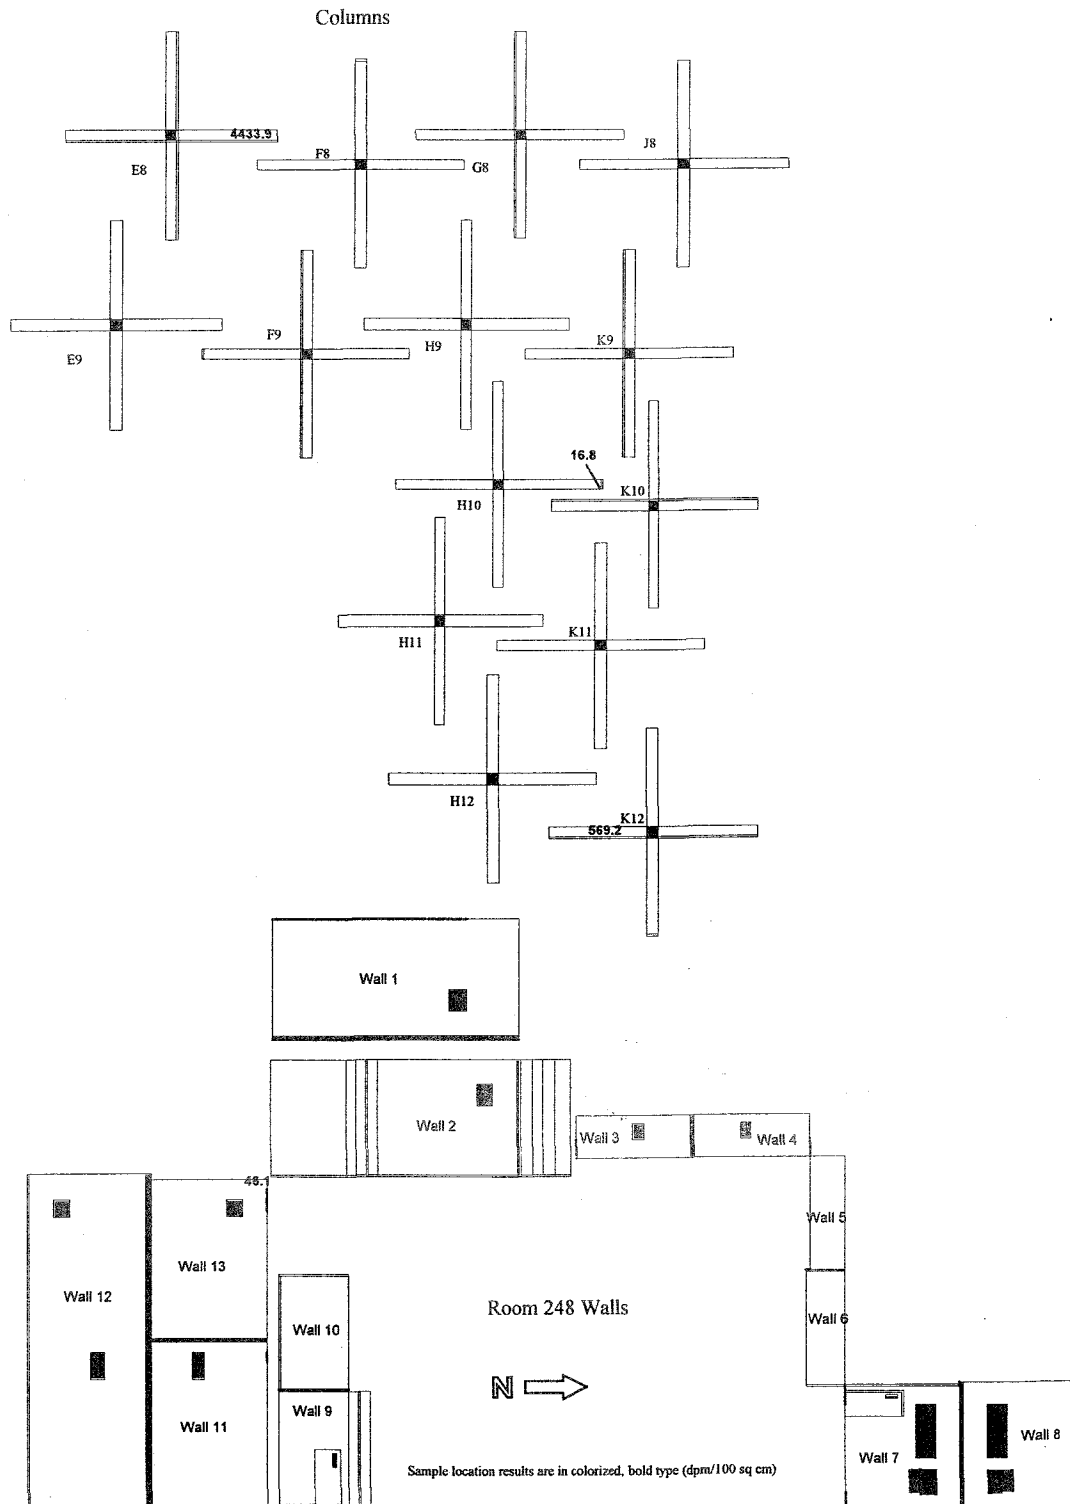 Columns
4433.9
E8
F8
G8
J8
E9
F9
H9
K9
16.8
H10
K10
H11
K11
H12
K12
569.2
Wall 1
Wall 2
Wall 3
Wall 4
48.1
Wall 5
Wall 13
Wall 12
Wall 10
Room 248 Walls
Wall 6
N
Wall 9
Wall 11
Wall 7
Wall 8
Sample location results are in colorized, bold type (dpm/100 sq cm)